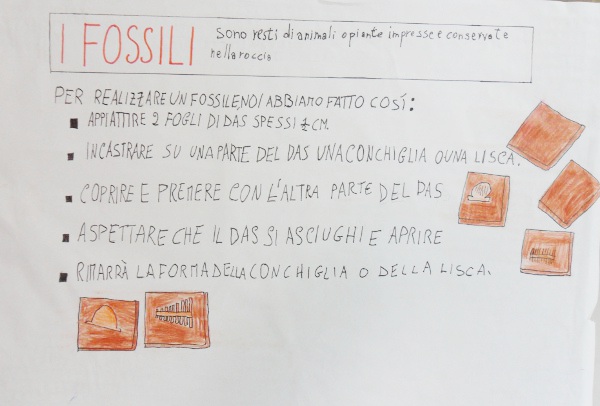 I FOSSILI sono resti di animali o piante impresse e conservate
nella roccia
PER REALIZZARE UN FOSSILE NOI ABBIAMO FATTO COSÍ:
■ APPIATTIRE 2 FOGLI DI DAS SPESSI ½ CM.
■ INCASTRARE SU UNA PARTE DEL DAS UNA CONCHIGLIA O UNA LISCA.
■ COPRIRE E PREMERE CON L'ALTRA PARTE DEL DAS
■ ASPETTARE CHE IL DAS SI ASCIUGHI E APRIRE
■ RIMARRÀ LA FORMA DELLA CONCHIGLIA O DELLA LISCA.